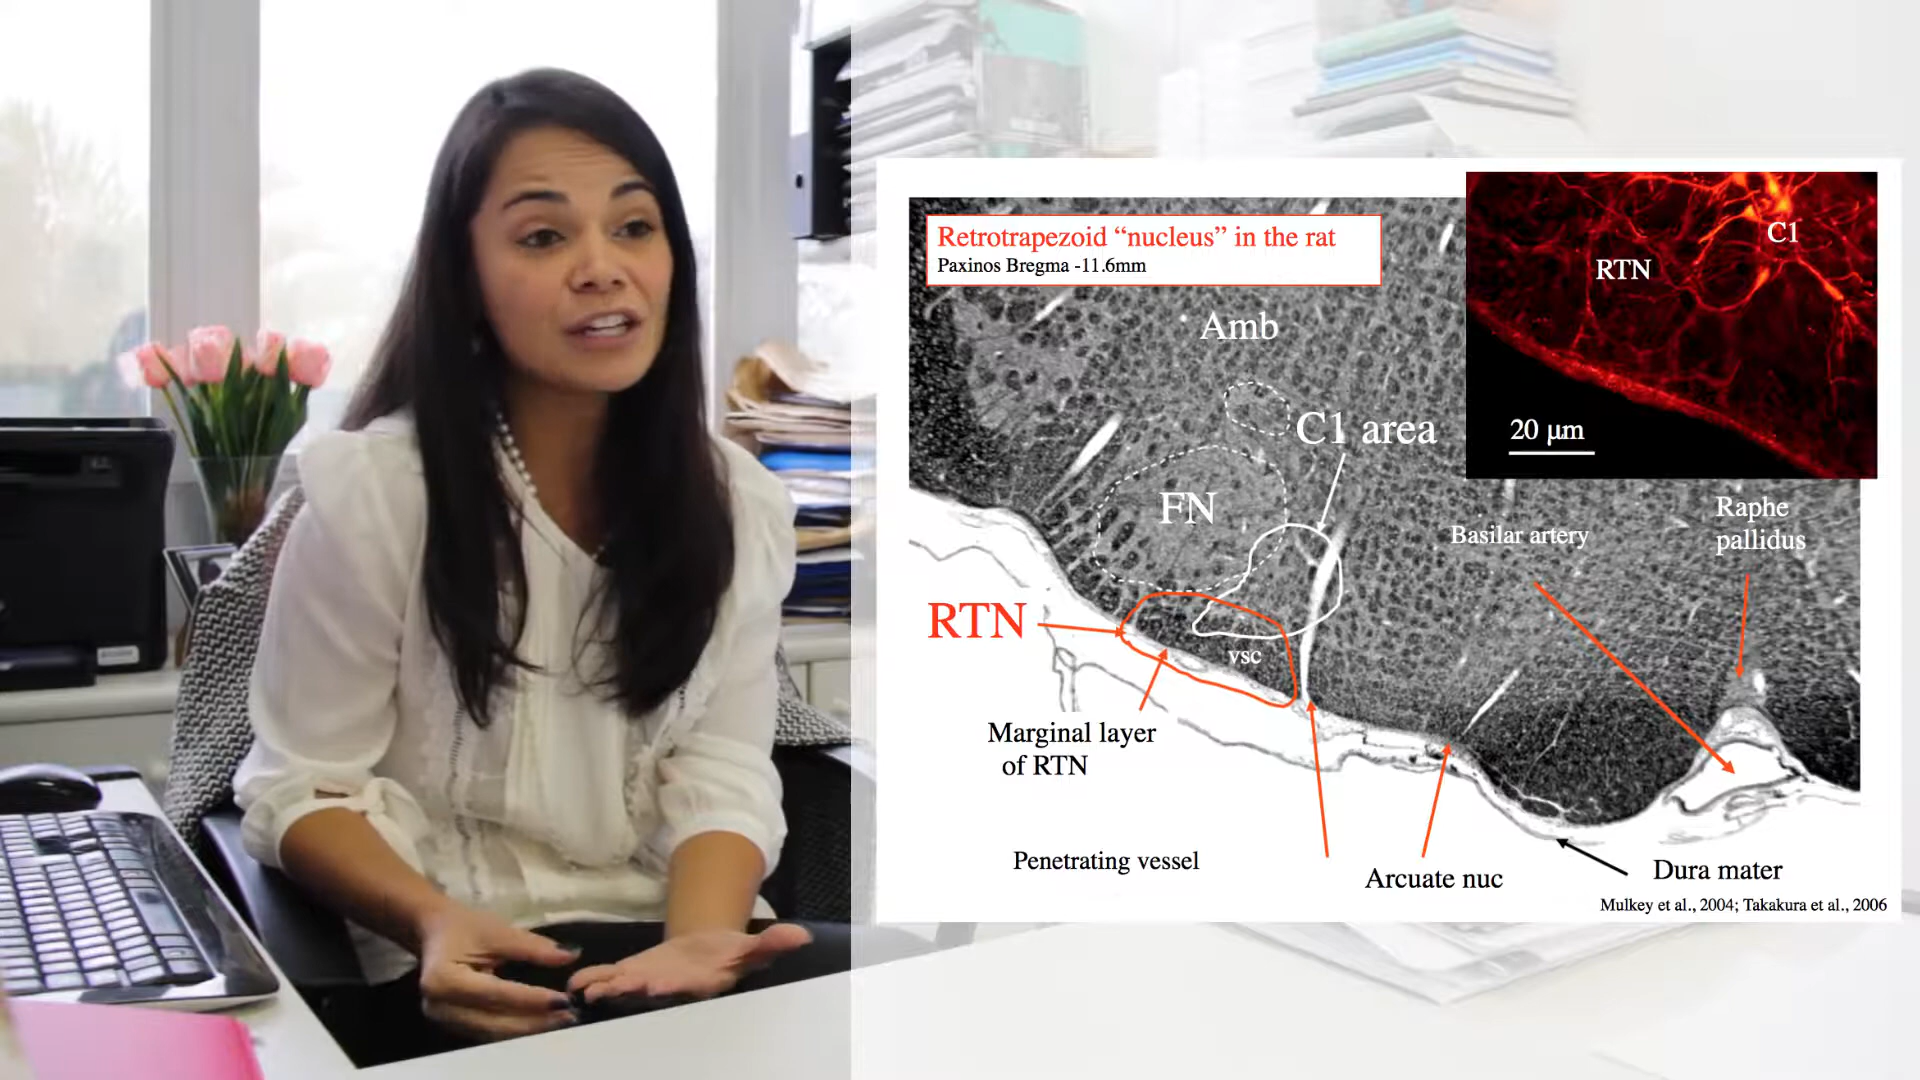 Retrotrapezoid “nucleus” in the rat
Paxinos Bregma -11.6mm
C1
RTN
20 µm
Amb
C1 area
FN
Raphe
pallidus
Basilar artery
RTN
vsc
Marginal layer
of RTN
Penetrating vessel
Arcuate nuc
Dura mater
Mulkey et al., 2004; Takakura et al., 2006